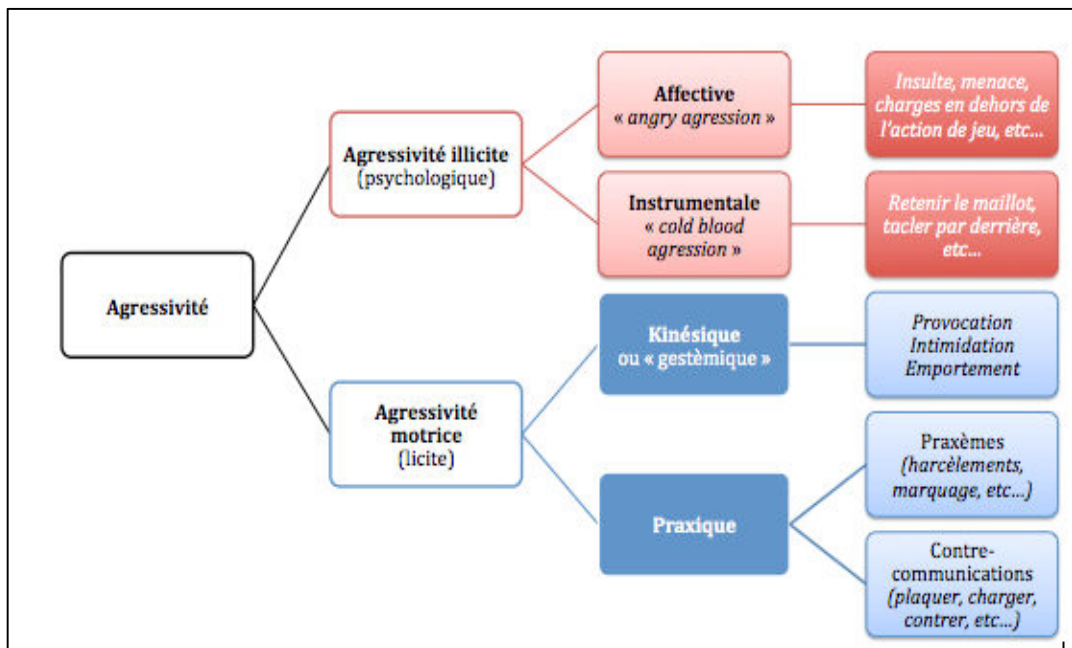 Agressivité
Agressivité illicite
(psychologique)
Agressivité
motrice
(licite)
Affective
« angry agression »
Instrumentale
« cold blood
agression »
Kinésique
ou « gestèmique »
Praxique
Insulte, menace,
charges en dehors de
l'action de jeu, etc...
Retenir le maillot,
tacler par derrière,
etc...
Provocation
Intimidation
Emportement
Praxèmes
(harcèlements,
marquage, etc...)
Contre-
communications
(plaquer, charger,
contrer, etc...)